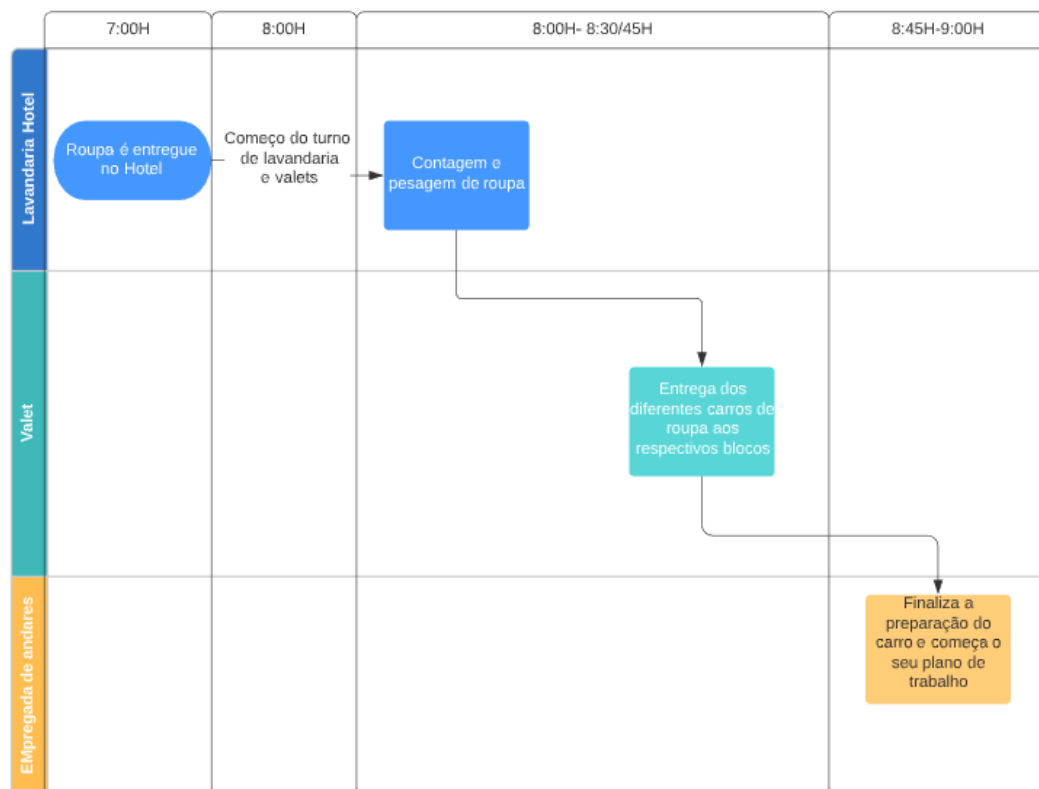 7:00H
8:00H
8:00H- 8:30/45H
8:45H-9:00H
Lavandaria Hotel
Roupa é entregue
no Hotel
Começo do turno
de lavandaria
e valets
Contagem e
pesagem de roupa
Valet
Entrega dos
diferentes carros de
roupa aos
respectivos blocos
EMpregada de andares
Finaliza a
preparação do
carro e começa o
seu plano de
trabalho